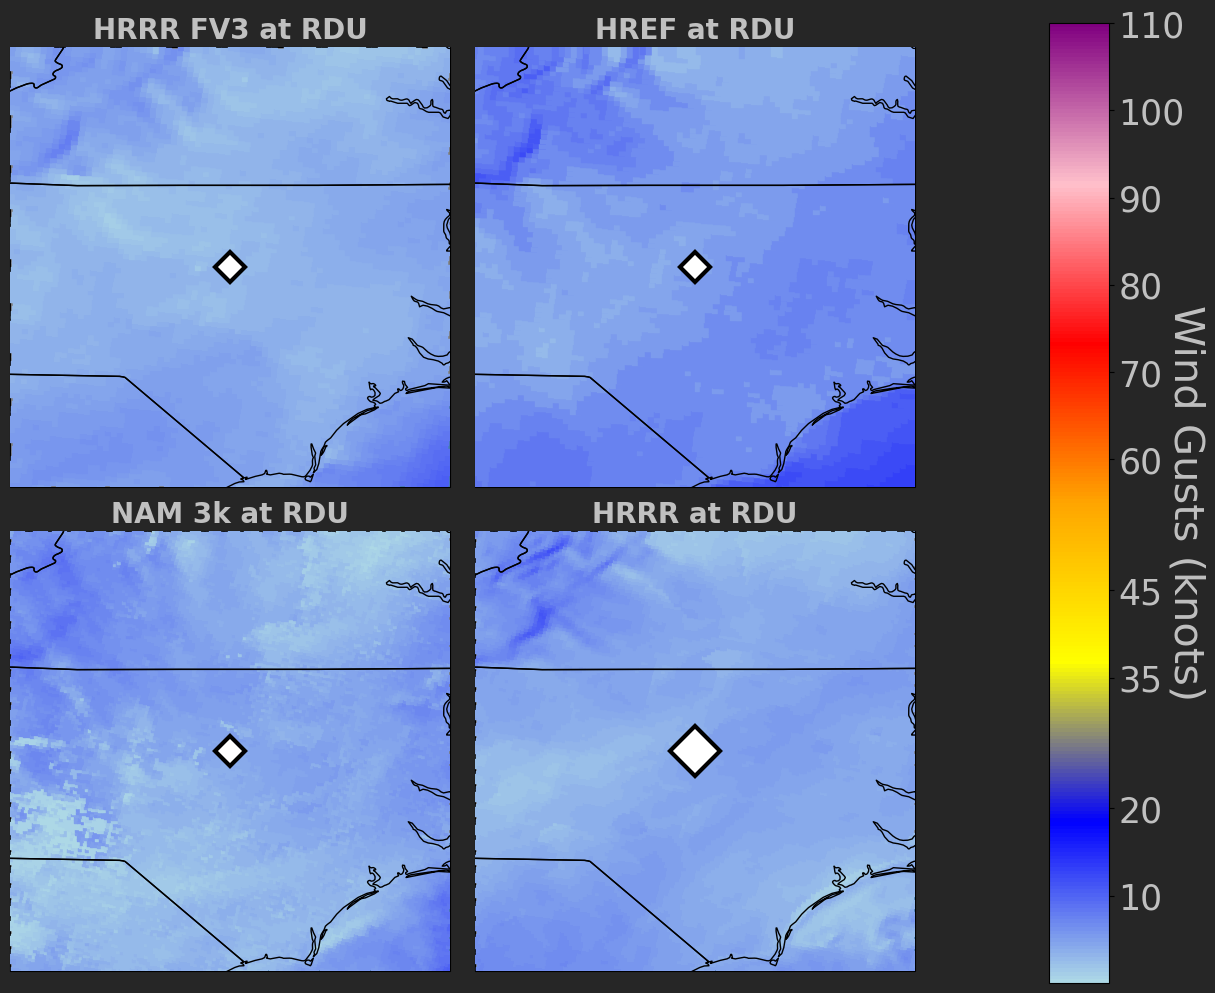 HRRR FV3 at RDU
HREF at RDU
NAM 3k at RDU
HRRR at RDU
110
100
90
80
70
60
45
35
20
10
Wind Gusts (knots)